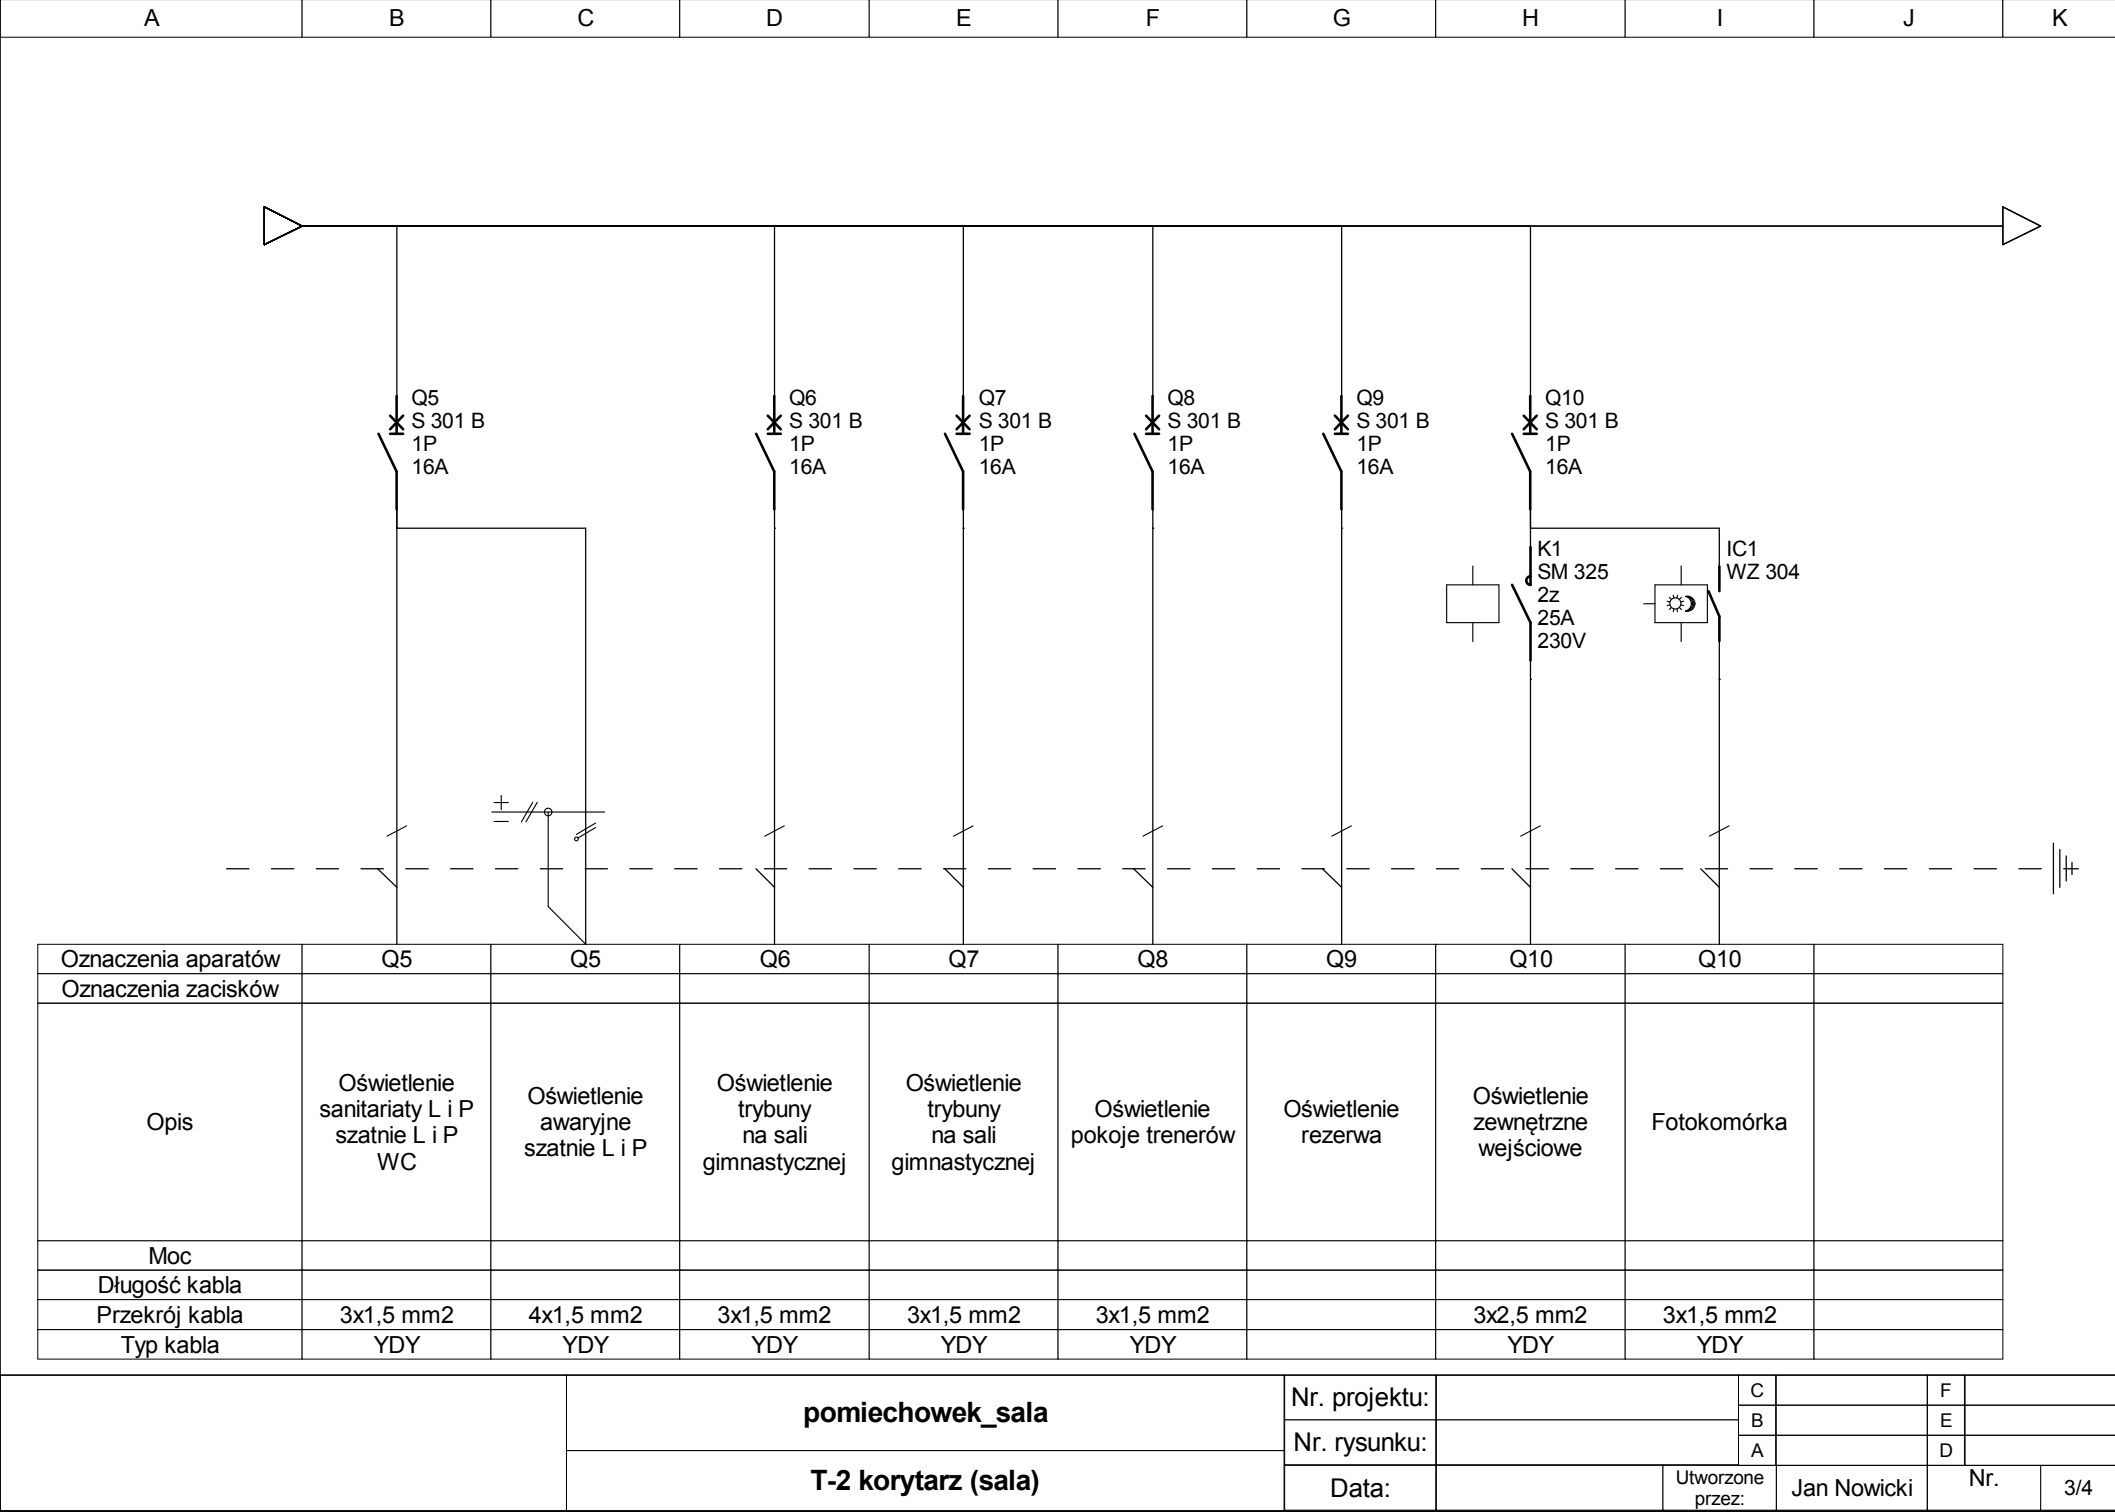 A B C D E F G H I J K
Q5
S 301 B
1P
16A
Q6
S 301 B
1P
16A
Q7
S 301 B
1P
16A
Q8
S 301 B
1P
16A
Q9
S 301 B
1P
16A
Q10
S 301 B
1P
16A
K1
SM 325
2z
25A
230V
IC1
WZ 304
Oznaczenia aparatów Q5 Q5 Q6 Q7 Q8 Q9 Q10 Q10
Oznaczenia zacisków
Opis
Oświetlenie
sanitariaty L i P
szatnie L i P
WC
Oświetlenie
awaryjne
szatnie L i P
Oświetlenie
trybuny
na sali
gimnastycznej
Oświetlenie
trybuny
na sali
gimnastycznej
Oświetlenie
pokoje trenerów
Oświetlenie
rezerwa
Oświetlenie
zewnętrzne
wejściowe
Fotokomórka
Moc
Długość kabla
Przekrój kabla 3x1,5 mm2 4x1,5 mm2 3x1,5 mm2 3x1,5 mm2 3x1,5 mm2 3x2,5 mm2 3x1,5 mm2
Typ kabla YDY YDY YDY YDY YDY YDY YDY
pomiechowek_sala
T-2 korytarz (sala)
Nr. projektu:
Nr. rysunku:
Data:
C F
B E
A D
Utworzone
przez:
Jan Nowicki
Nr.
3/4